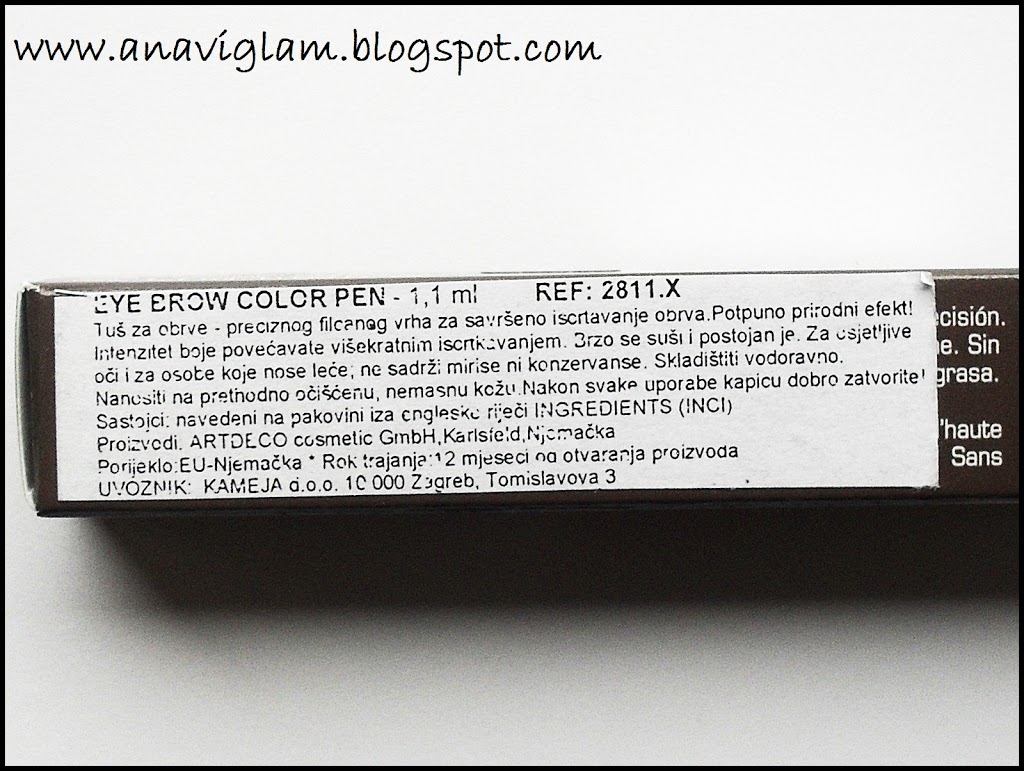 www.anaviglam.blogspot.com
EYE BROW COLOR PEN - 1,1 ml REF: 2811.X
Tuš za obrve - preciznog filcanog vrha za savršeno iscrtavanje obrva.Potpuno prirodni efekt!
Intenzitet boje povećavate višekratnim iscrtkavanjem. Brzo se suši i postojan je. Za osjetljive
oči i za osobe koje nose leće; ne sadrži mirise ni konzervanse. Skladištiti vodoravno.
Nanositi na prethodno očišćenu, nemasnu kožu.Nakon svake uporabe kapicu dobro zatvorite!
Sastojci: navedeni na pakovini iza engleske riječi INGREDIENTS (INCI)
Proizvodi: ARTDECO cosmetic GmbH,Karlsfeld,Njemačka
Porijeklo:EU-Njemačka * Rok trajanja:12 mjeseci od otvaranja proizvoda
UVOZNIK: KAMEJA d.o.o. 10 000 Zagreb, Tomislavova 3
cisión.
e. Sin
grasa.
'haute
Sans